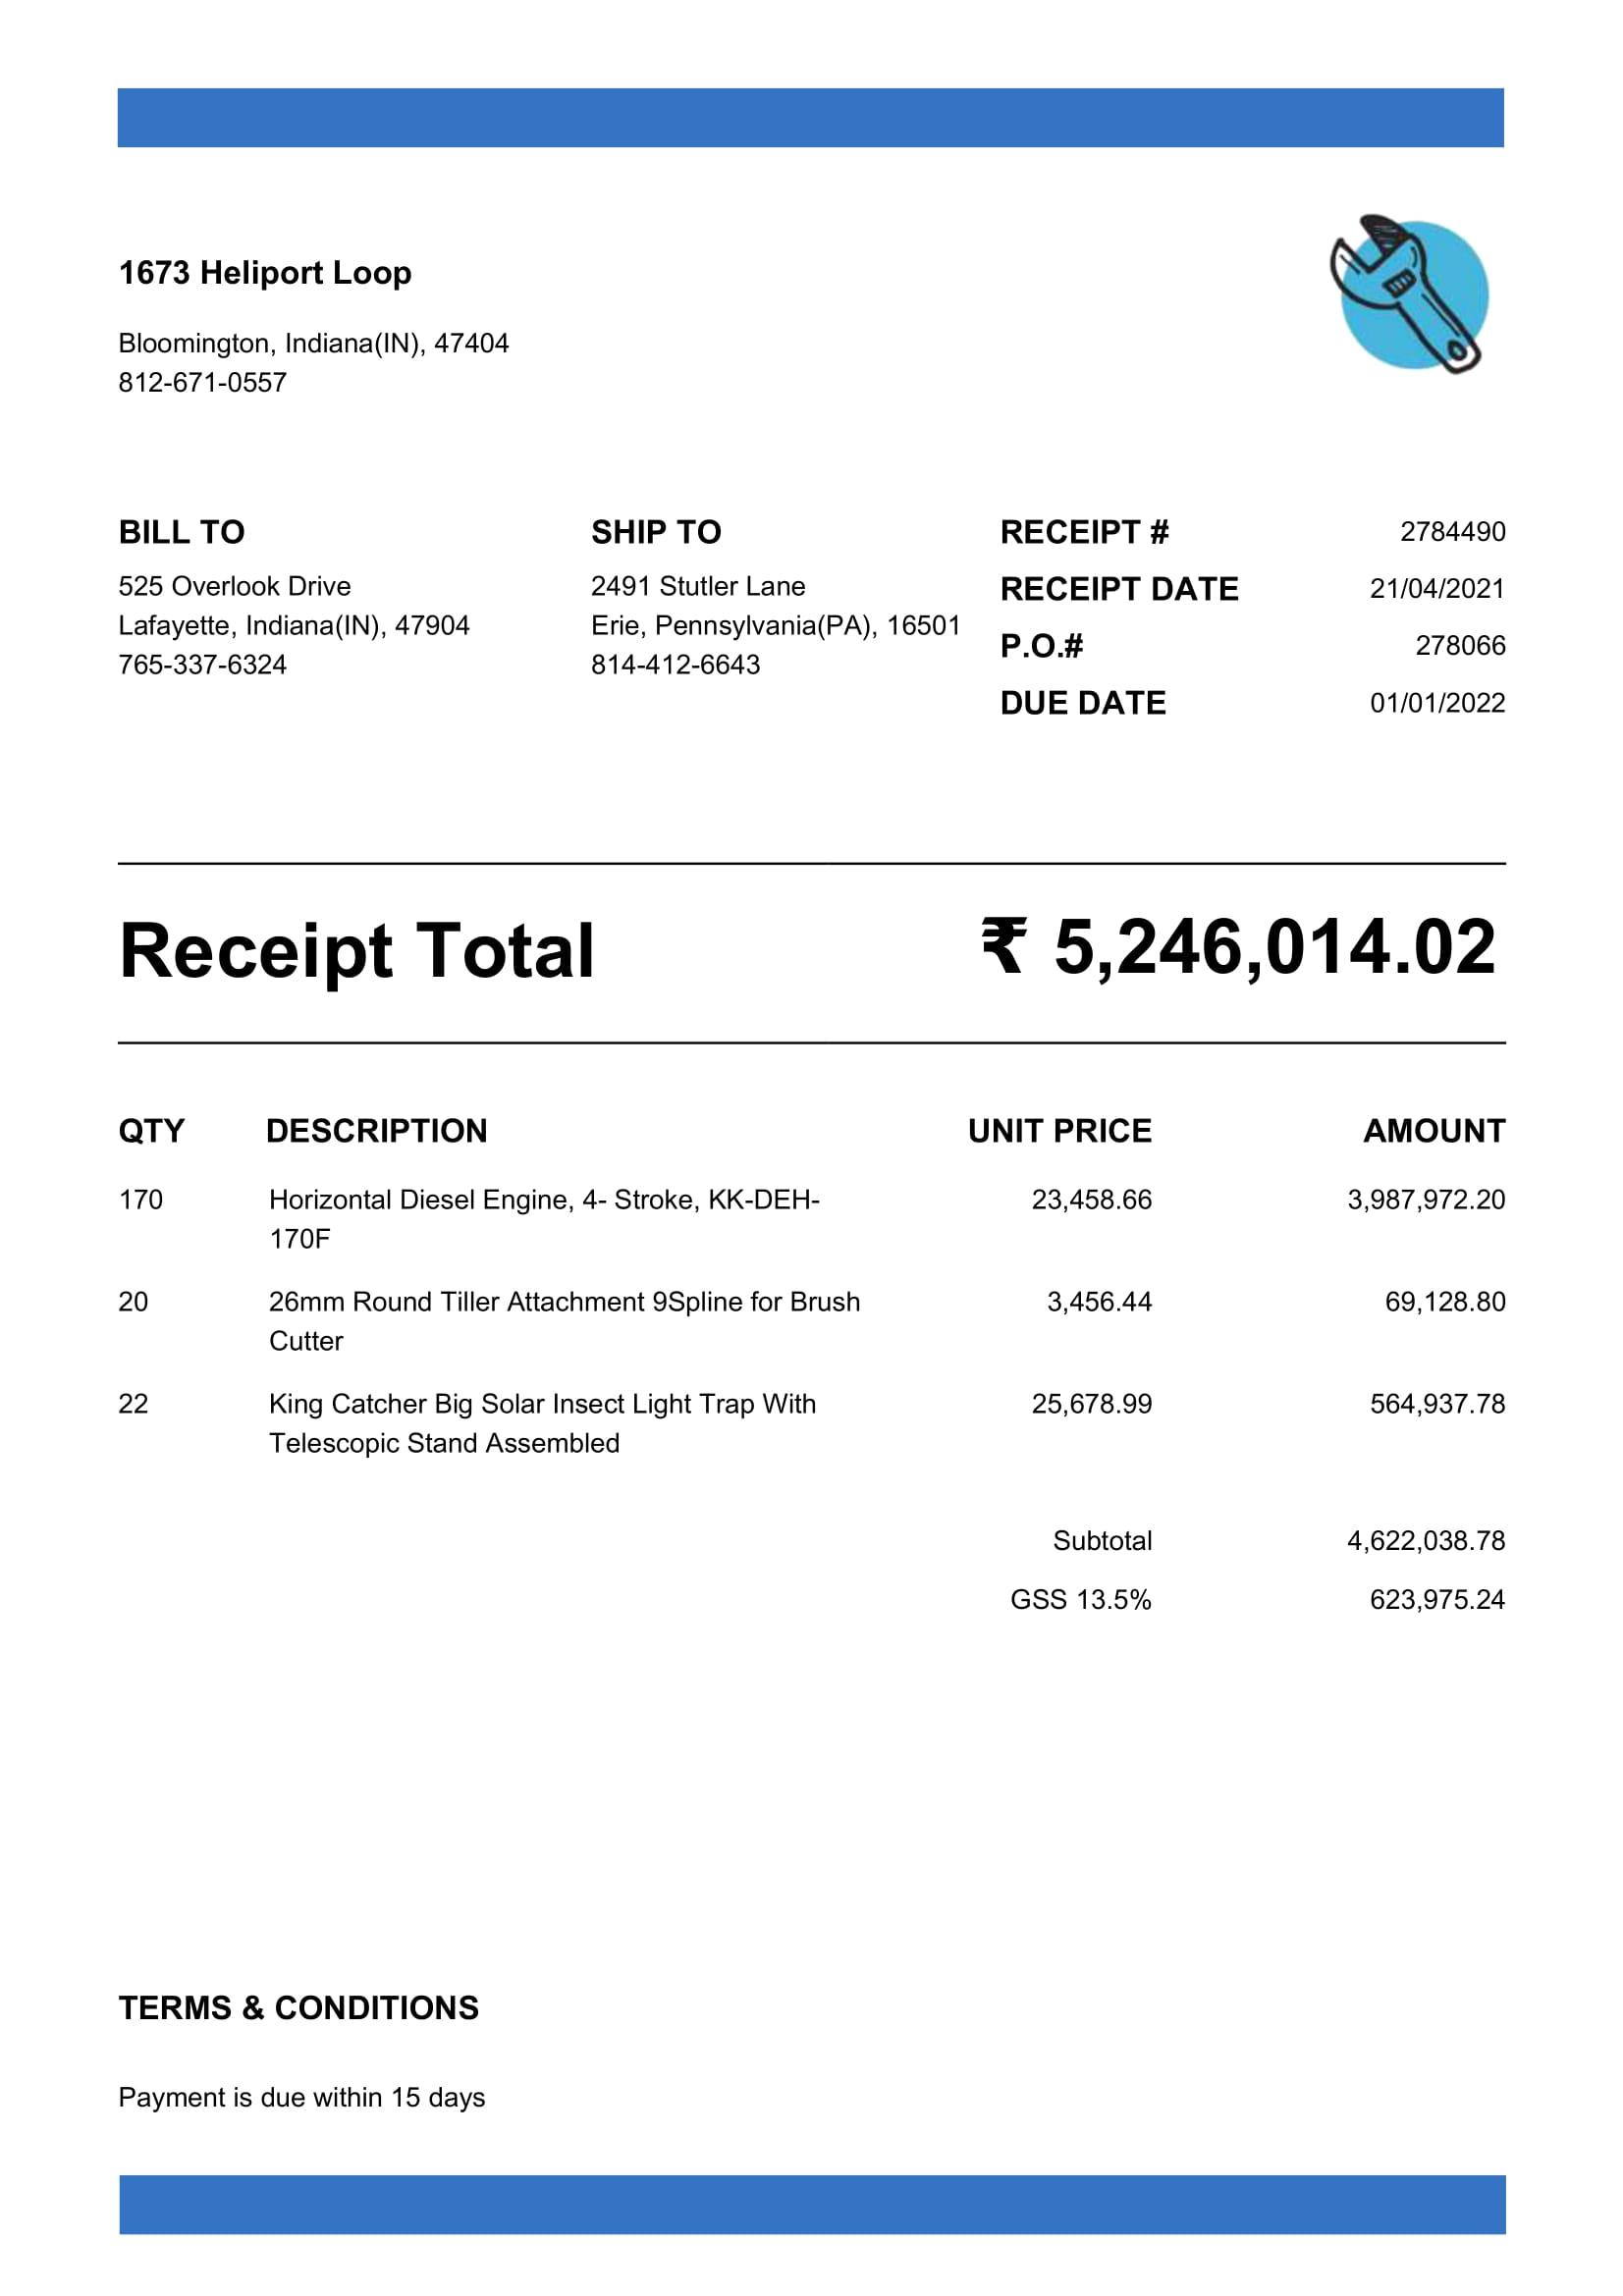 1673 Heliport Loop
Bloomington, Indiana(IN), 47404
812-671-0557
BILL TO
525 Overlook Drive
Lafayette, Indiana(IN), 47904
765-337-6324
SHIP TO
2491 Stutler Lane
Erie, Pennsylvania(PA), 16501
814-412-6643
RECEIPT # 2784490
RECEIPT DATE 21/04/2021
P.O.# 278066
DUE DATE 01/01/2022
Receipt Total ₹ 5,246,014.02
QTY DESCRIPTION UNIT PRICE AMOUNT
170 Horizontal Diesel Engine, 4- Stroke, KK-DEH- 23,458.66 3,987,972.20
170F
20 26mm Round Tiller Attachment 9Spline for Brush 3,456.44 69,128.80
Cutter
22 King Catcher Big Solar Insect Light Trap With 25,678.99 564,937.78
Telescopic Stand Assembled
Subtotal 4,622,038.78
GSS 13.5% 623,975.24
TERMS & CONDITIONS
Payment is due within 15 days